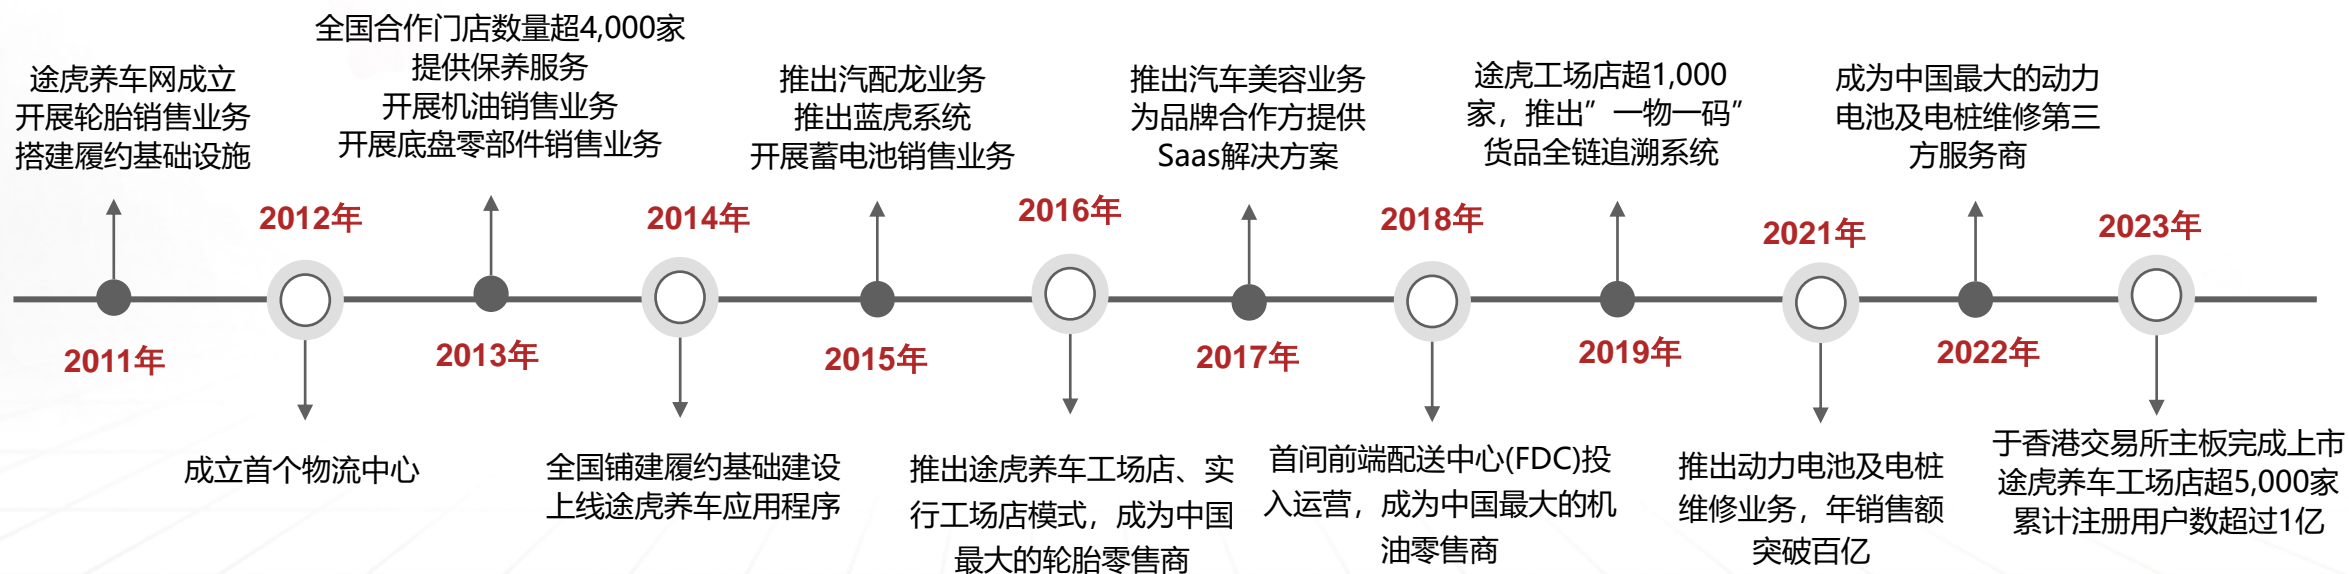 途虎养车网成立
开展轮胎销售业务
搭建履约基础设施
2011年
2012年
成立首个物流中心
全国合作门店数量超4,000家
提供保养服务
开展机油销售业务
开展底盘零部件销售业务
2013年
2014年
全国铺建履约基础建设
上线途虎养车应用程序
推出汽配龙业务
推出蓝虎系统
开展蓄电池销售业务
2015年
2016年
推出途虎养车工场店、实
行工场店模式，成为中国
最大的轮胎零售商
推出汽车美容业务
为品牌合作方提供
Saas解决方案
2017年
2018年
首间前端配送中心(FDC)投
入运营，成为中国最大的机
油零售商
途虎工场店超1,000
家，推出”一物一码”
货品全链追溯系统
2019年
2021年
推出动力电池及电桩
维修业务，年销售额
突破百亿
成为中国最大的动力
电池及电桩维修第三
方服务商
2022年
2023年
于香港交易所主板完成上市
途虎养车工场店超5,000家
累计注册用户数超过1亿